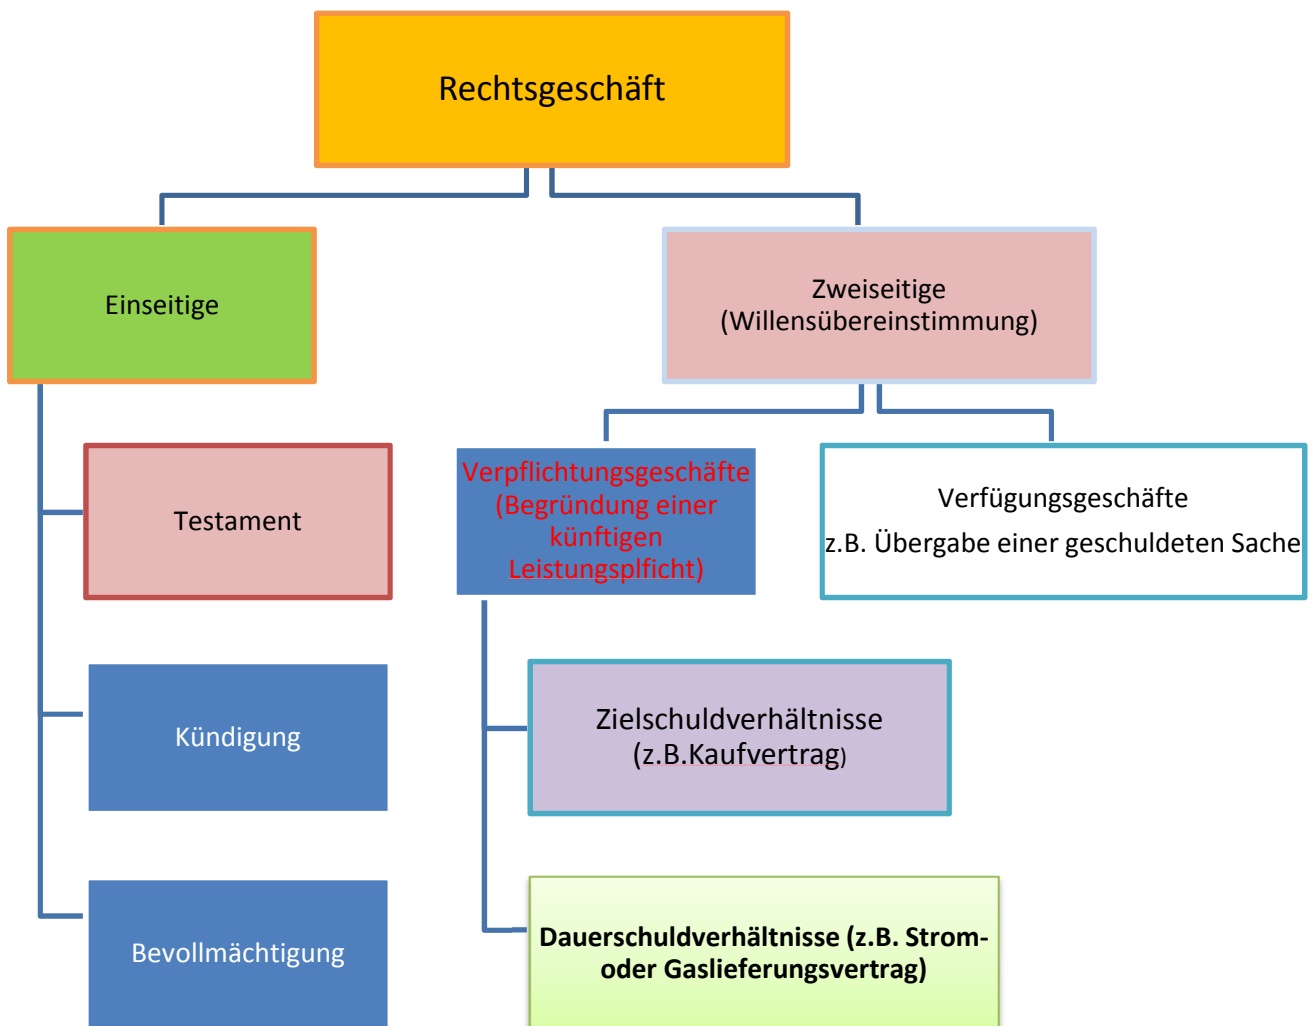 Rechtsgeschäft
Einseitige
Zweiseitige
(Willensübereinstimmung)
Testament
Kündigung
Bevollmächtigung
Verpflichtungsgeschäfte
(Begründung einer
künftigen
Leistungsplficht)
Verfügungsgeschäfte
z.B. Übergabe einer geschuldeten Sache
Zielschuldverhältnisse
(z.B.Kaufvertrag)
Dauerschuldverhältnisse (z.B. Strom-
oder Gaslieferungsvertrag)